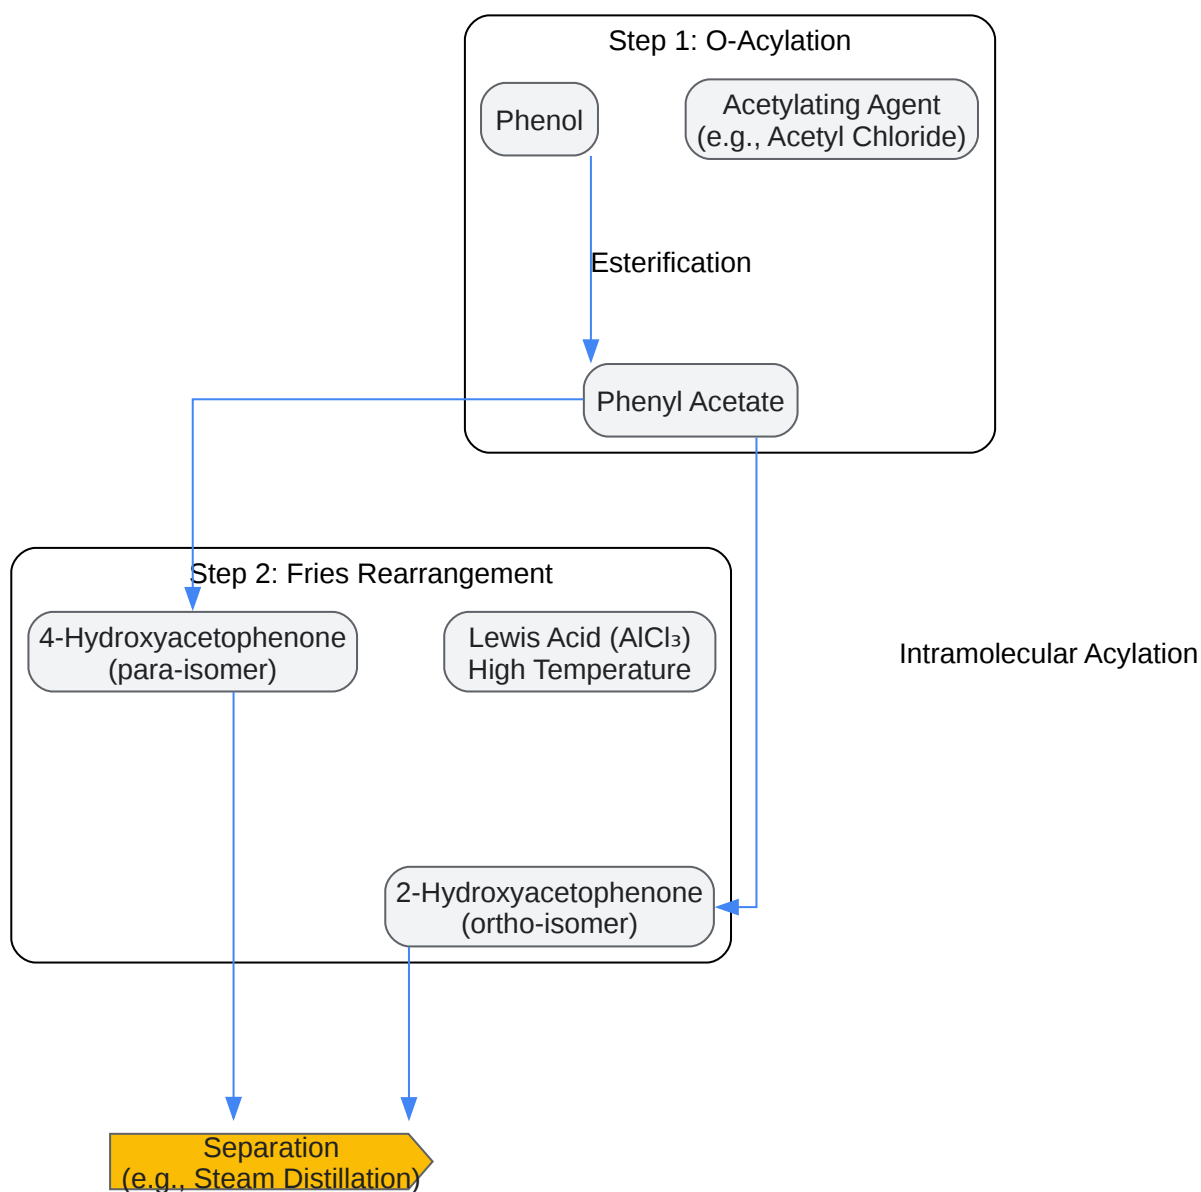 Step 1: O-Acylation
Phenol
Acetylating Agent
(e.g., Acetyl Chloride)
Esterification
Phenyl Acetate
Step 2: Fries Rearrangement
4-Hydroxyacetophenone
(para-isomer)
Lewis Acid (AlCl₃)
High Temperature
Intramolecular Acylation
2-Hydroxyacetophenone
(ortho-isomer)
Separation
(e.g., Steam Distillation)